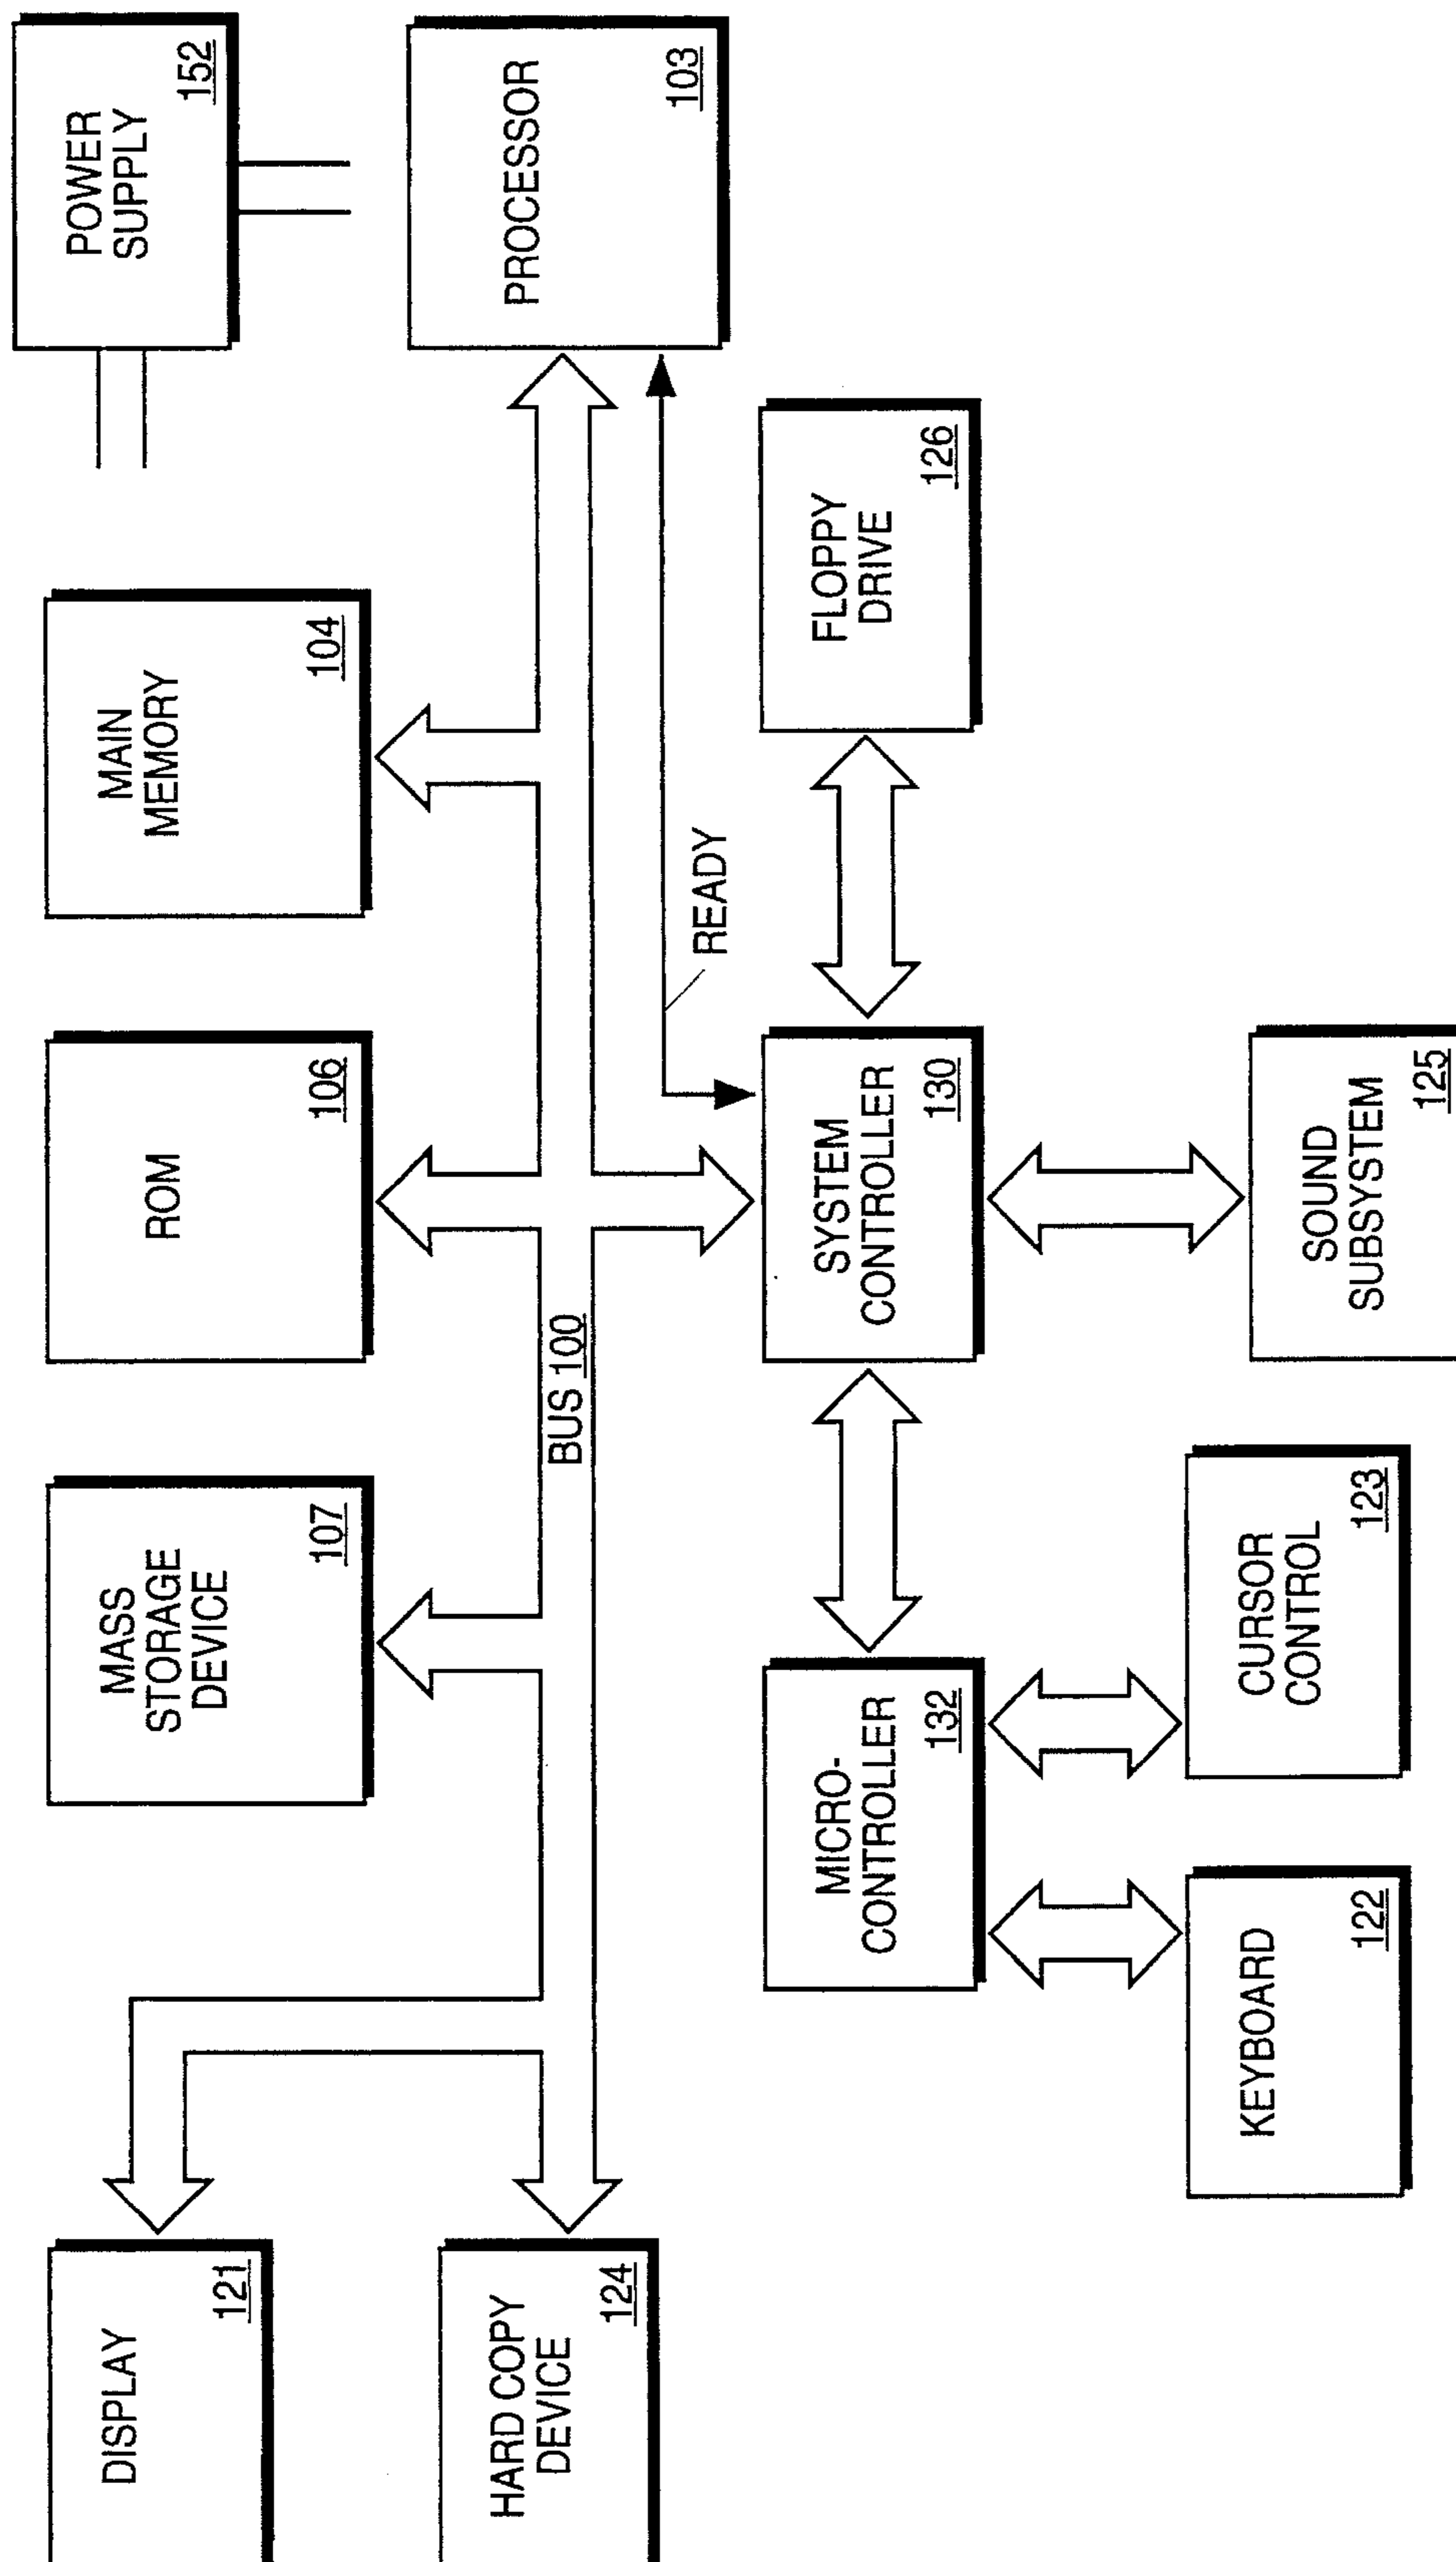 DISPLAY
121
HARD COPY
DEVICE
124
MASS
STORAGE
DEVICE
107
ROM
106
MAIN
MEMORY
104
POWER
SUPPLY
152
PROCESSOR
103
BUS 100
READY
MICRO-
CONTROLLER
132
SYSTEM
CONTROLLER
130
FLOPPY
DRIVE
126
KEYBOARD
122
CURSOR
CONTROL
123
SOUND
SUBSYSTEM
125